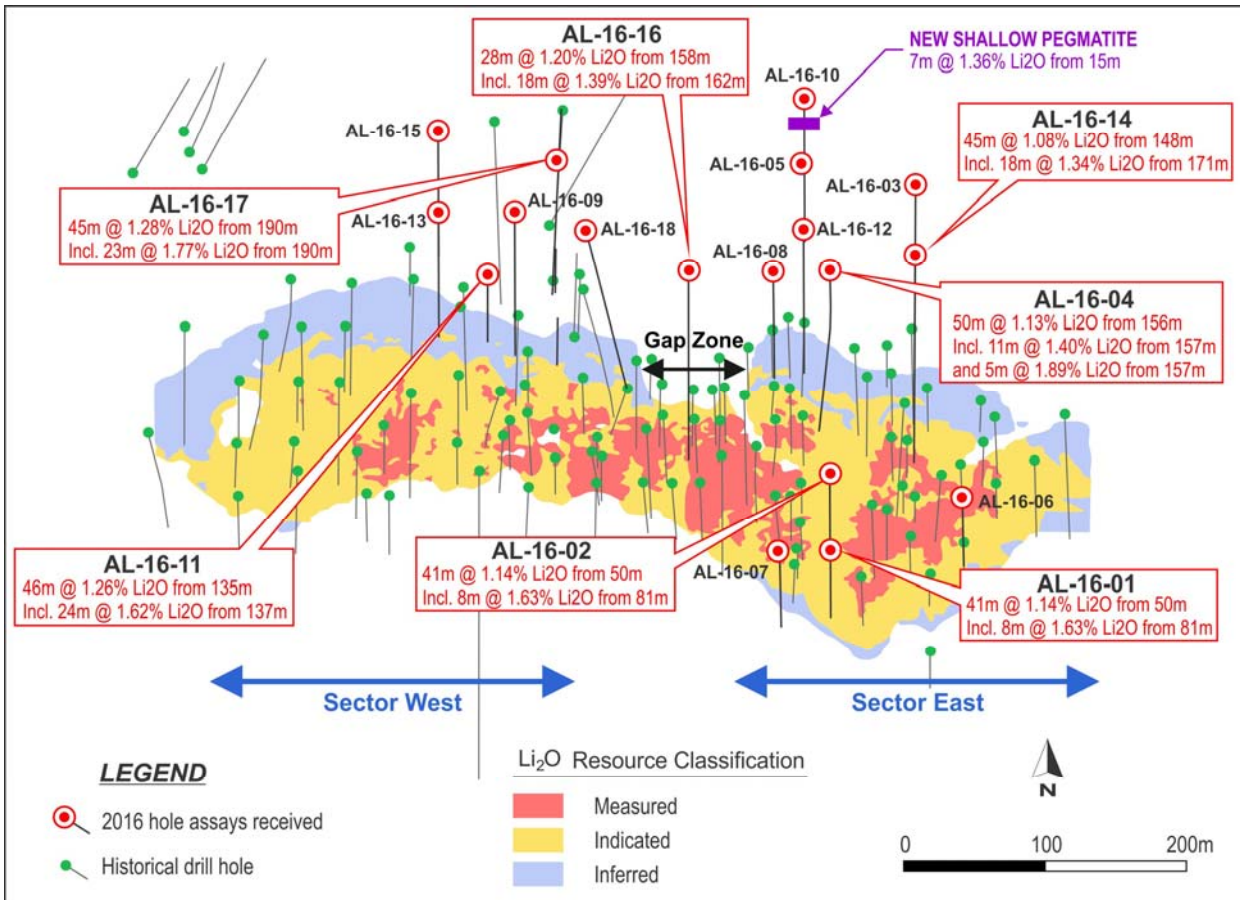 AL-16-16
28m @ 1.20% Li2O from 158m
Incl. 18m @ 1.39% Li2O from 162m
NEW SHALLOW PEGMATITE
7m @ 1.36% Li2O from 15m
AL-16-10
AL-16-14
45m @ 1.08% Li2O from 148m
Incl. 18m @ 1.34% Li2O from 171m
AL-16-15
AL-16-05
AL-16-03
AL-16-17
45m @ 1.28% Li2O from 190m
Incl. 23m @ 1.77% Li2O from 190m
AL-16-13
AL-16-09
AL-16-18
AL-16-12
AL-16-08
AL-16-04
50m @ 1.13% Li2O from 156m
Incl. 11m @ 1.40% Li2O from 157m
and 5m @ 1.89% Li2O from 157m
Gap Zone
AL-16-06
AL-16-11
46m @ 1.26% Li2O from 135m
Incl. 24m @ 1.62% Li2O from 137m
AL-16-02
41m @ 1.14% Li2O from 50m
Incl. 8m @ 1.63% Li2O from 81m
AL-16-07
AL-16-01
41m @ 1.14% Li2O from 50m
Incl. 8m @ 1.63% Li2O from 81m
Sector West
Sector East
LEGEND
2016 hole assays received
Historical drill hole
Li₂O Resource Classification
Measured
Indicated
Inferred
N
0 100 200m